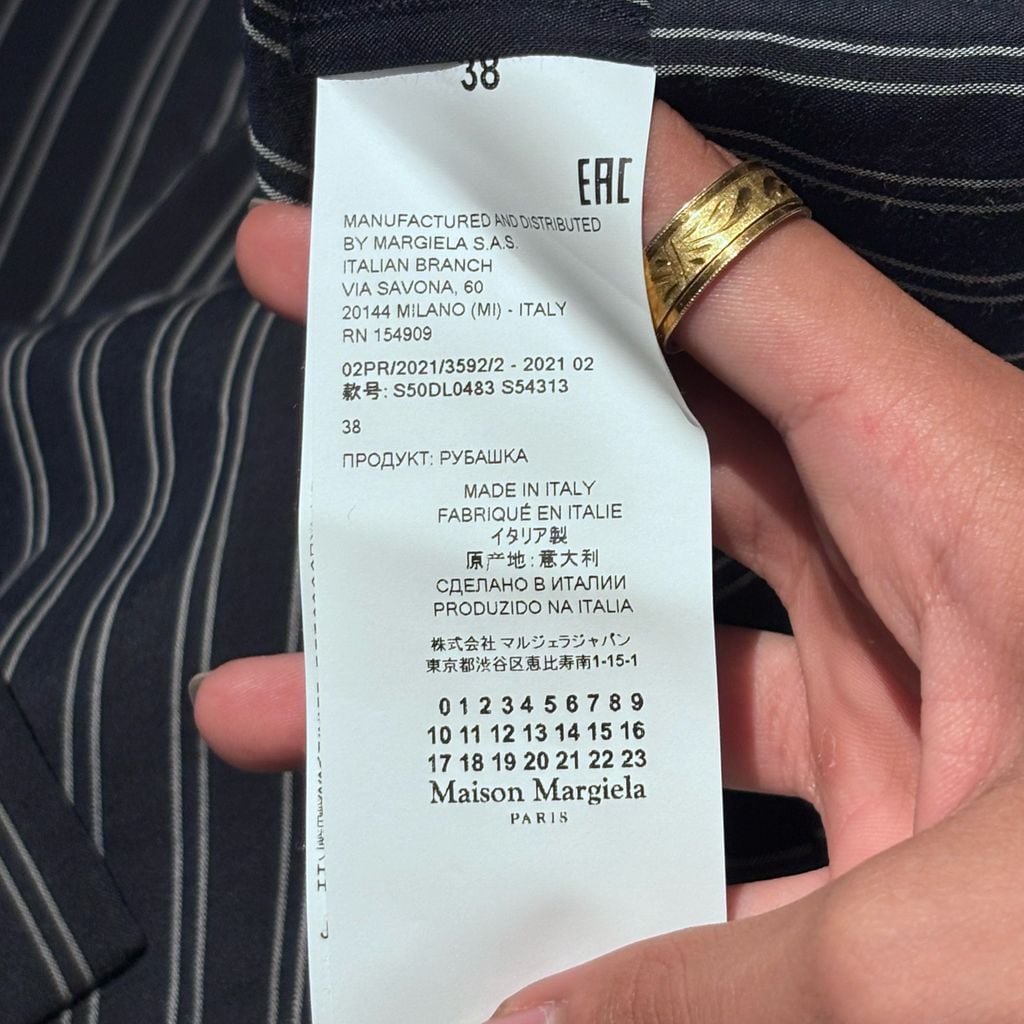 38
EAC
MANUFACTURED AND DISTRIBUTED
BY MARGIELA S.A.S.
ITALIAN BRANCH
VIA SAVONA, 60
20144 MILANO (MI) - ITALY
RN 154909
02PR/2021/3592/2 - 2021 02
款号: S50DL0483 S54313
38
ПРОДУКТ: РУБАШКА
MADE IN ITALY
FABRIQUÉ EN ITALIE
イタリア製
原产地: 意大利
СДЕЛАНО В ИТАЛИИ
PRODUZIDO NA ITALIA
株式会社 マルジェラジャパン
東京都渋谷区恵比寿南1-15-1
0 1 2 3 4 5 6 7 8 9
10 11 12 13 14 15 16
17 18 19 20 21 22 23
Maison Margiela
PARIS